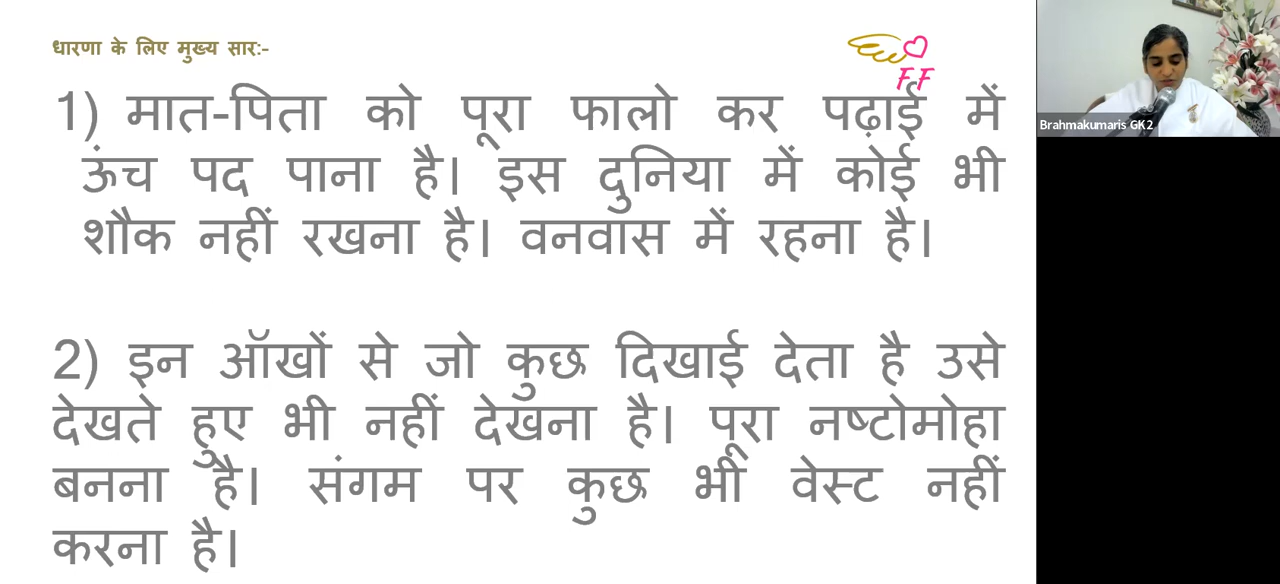 धारणा के लिए मुख्य सार:-
F F
1) मात-पिता को पूरा फालो कर पढ़ाई में
ऊंच पद पाना है। इस दुनिया में कोई भी
शौक नहीं रखना है। वनवास में रहना है।
2) इन ऑखों से जो कुछ दिखाई देता है उसे
देखते हुए भी नहीं देखना है। पूरा नष्टोमोहा
बनना है। संगम पर कुछ भी वेस्ट नहीं
करना है।
Brahmakumaris GK2